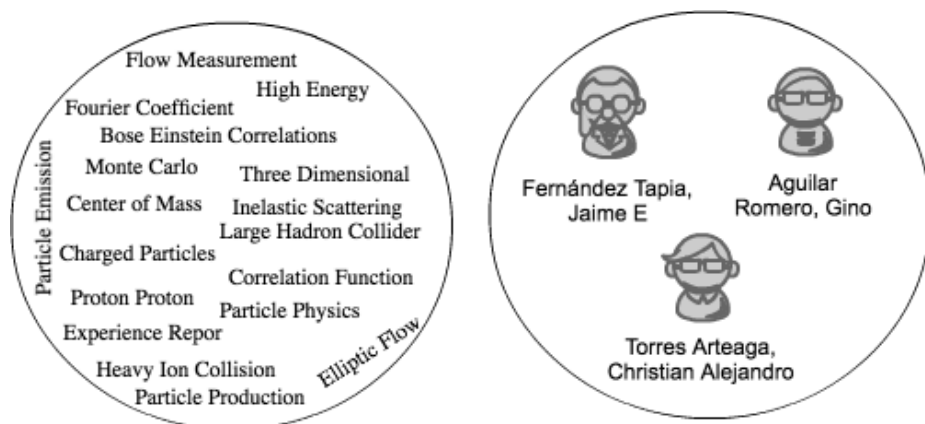 Flow Measurement
High Energy
Fourier Coefficient
Bose Einstein Correlations
Particle Emission
Monte Carlo
Three Dimensional
Center of Mass
Inelastic Scattering
Large Hadron Collider
Charged Particles
Correlation Function
Proton Proton
Particle Physics
Experience Repor
Elliptic Flow
Heavy Ion Collision
Particle Production
Fernández Tapia,
Jaime E
Aguilar
Romero, Gino
Torres Arteaga,
Christian Alejandro